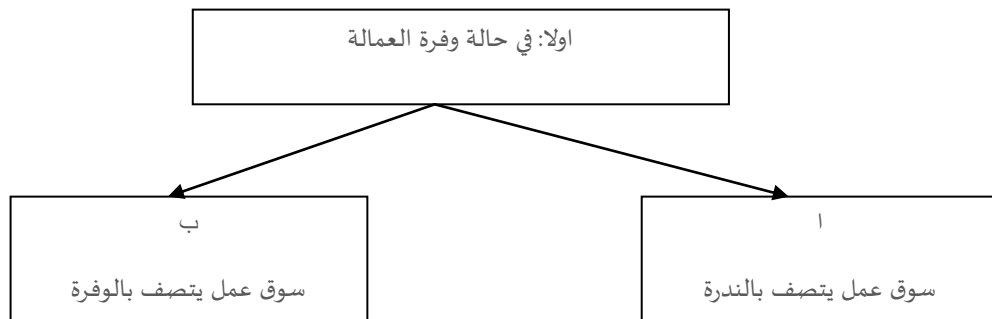 اولا: في حالة وفرة العمالة
ا
سوق عمل يتصف بالندرة
ب
سوق عمل يتصف بالوفرة